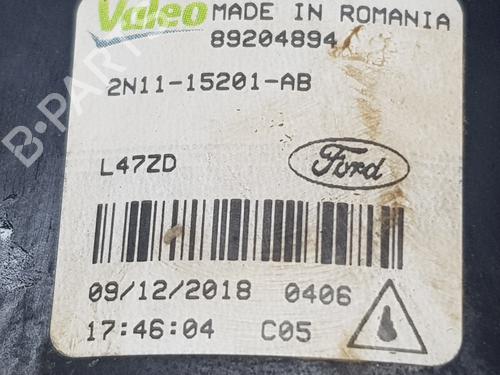 Valeo MADE IN ROMANIA
89204894
2N11-15201-AB
L47ZD Ford
09/12/2018 0406
17:46:04 C05
B-PARTS